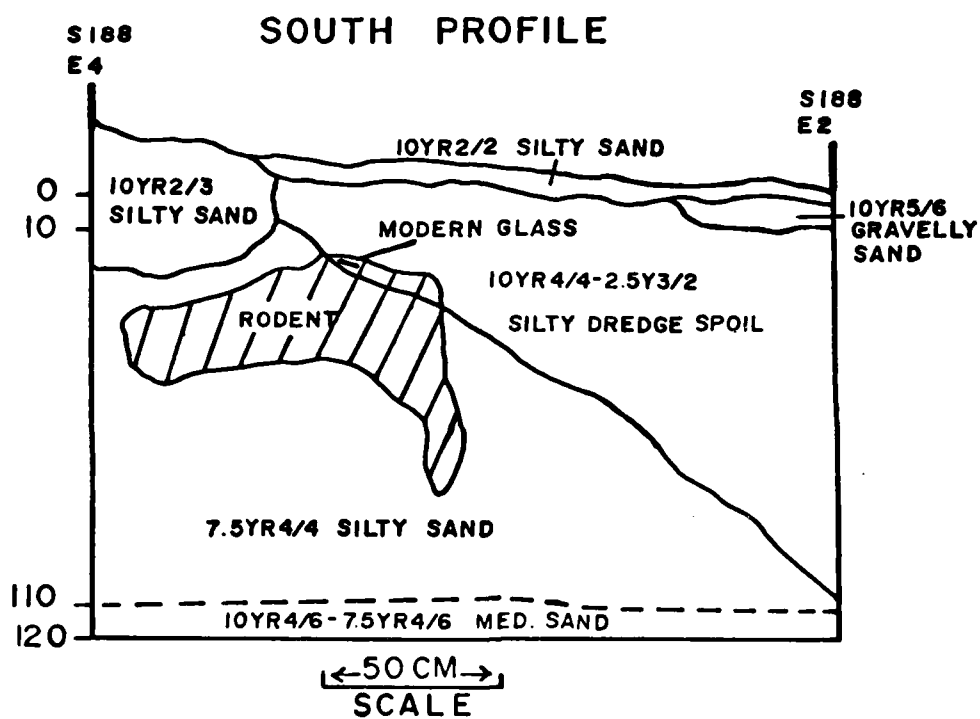 SOUTH PROFILE
S188
E4
S188
E2
10YR2/2 SILTY SAND
0
10
10YR2/3
SILTY SAND
10YR5/6
GRAVELLY
SAND
MODERN GLASS
10YR4/4-2.5Y3/2
SILTY DREDGE SPOIL
RODENT
7.5YR4/4 SILTY SAND
110
120
10YR4/6-7.5YR4/6 MED. SAND
50 CM
SCALE